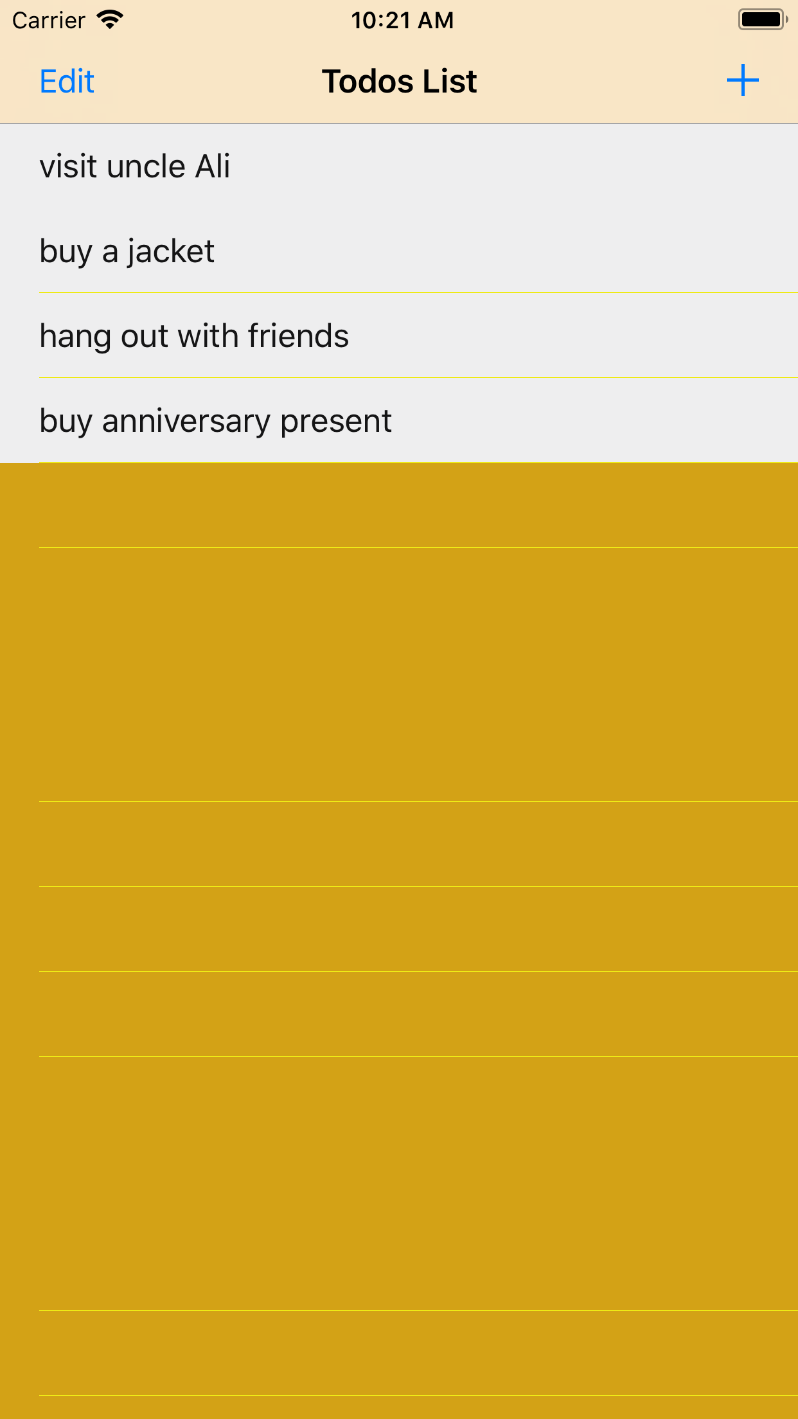 Carrier 10:21 AM
Edit Todos List +
visit uncle Ali
buy a jacket
hang out with friends
buy anniversary present